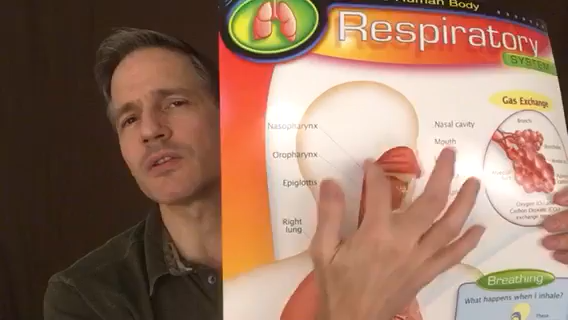 Human Body
Respiratory
SYSTEM
Gas Exchange
Nasopharynx
Oropharynx
Epiglottis
Right
lung
Nasal cavity
Mouth
Breathing
What happens when I inhale?